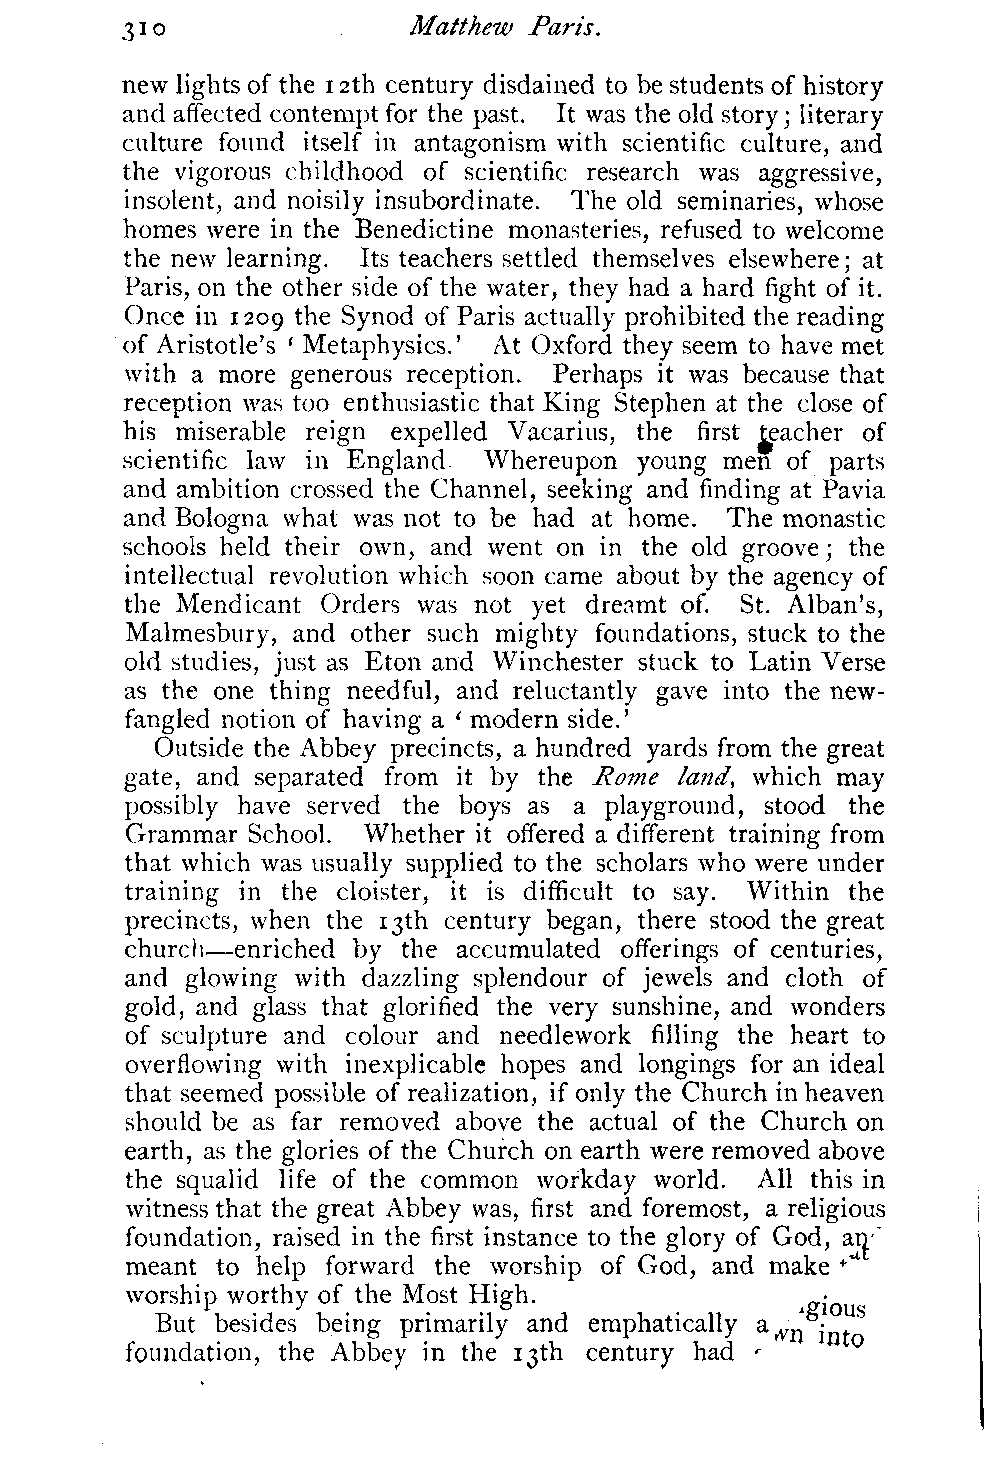 310 Matthew Paris.
new lights of the 12th century disdained to be students of history
and affected contempt for the past. It was the old story; literary
culture found itself in antagonism with scientific culture, and
the vigorous childhood of scientific research was aggressive,
insolent, and noisily insubordinate. The old seminaries, whose
homes were in the Benedictine monasteries, refused to welcome
the new learning. Its teachers settled themselves elsewhere; at
Paris, on the other side of the water, they had a hard fight of it.
Once in 1209 the Synod of Paris actually prohibited the reading
of Aristotle's ‘Metaphysics.’ At Oxford they seem to have met
with a more generous reception. Perhaps it was because that
reception was too enthusiastic that King Stephen at the close of
his miserable reign expelled Vacarius, the first teacher of
scientific law in England. Whereupon young men of parts
and ambition crossed the Channel, seeking and finding at Pavia
and Bologna what was not to be had at home. The monastic
schools held their own, and went on in the old groove; the
intellectual revolution which soon came about by the agency of
the Mendicant Orders was not yet dreamt of. St. Alban's,
Malmesbury, and other such mighty foundations, stuck to the
old studies, just as Eton and Winchester stuck to Latin Verse
as the one thing needful, and reluctantly gave into the new-
fangled notion of having a ‘modern side.’
Outside the Abbey precincts, a hundred yards from the great
gate, and separated from it by the Rome land, which may
possibly have served the boys as a playground, stood the
Grammar School. Whether it offered a different training from
that which was usually supplied to the scholars who were under
training in the cloister, it is difficult to say. Within the
precincts, when the 13th century began, there stood the great
church—enriched by the accumulated offerings of centuries,
and glowing with dazzling splendour of jewels and cloth of
gold, and glass that glorified the very sunshine, and wonders
of sculpture and colour and needlework filling the heart to
overflowing with inexplicable hopes and longings for an ideal
that seemed possible of realization, if only the Church in heaven
should be as far removed above the actual of the Church on
earth, as the glories of the Church on earth were removed above
the squalid life of the common workday world. All this in
witness that the great Abbey was, first and foremost, a religious
foundation, raised in the first instance to the glory of God, an
meant to help forward the worship of God, and make
worship worthy of the Most High.
But besides being primarily and emphatically a gious
foundation, the Abbey in the 13th century had wn into